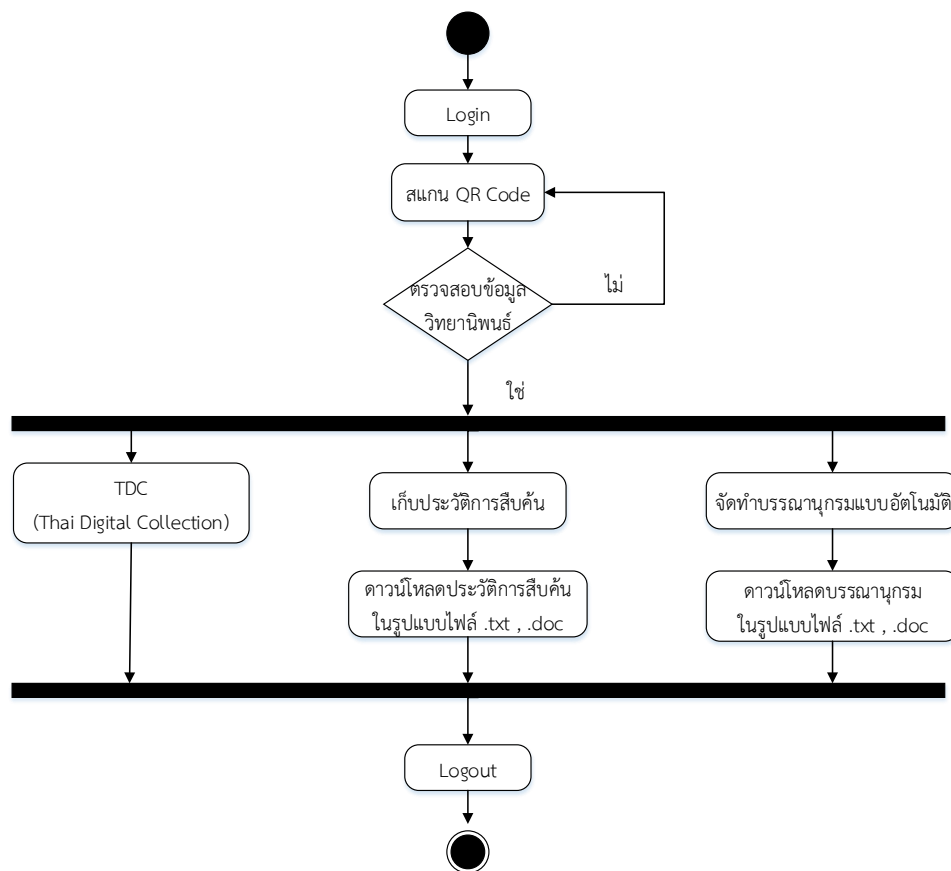 Login
สแกน QR Code
ตรวจสอบข้อมูล
วิทยานิพนธ์
ไม่
ใช่
TDC
(Thai Digital Collection)
เก็บประวัติการสืบค้น
ดาวน์โหลดประวัติการสืบค้น
ในรูปแบบไฟล์ .txt , .doc
จัดทำบรรณานุกรมแบบอัตโนมัติ
ดาวน์โหลดบรรณานุกรม
ในรูปแบบไฟล์ .txt , .doc
Logout